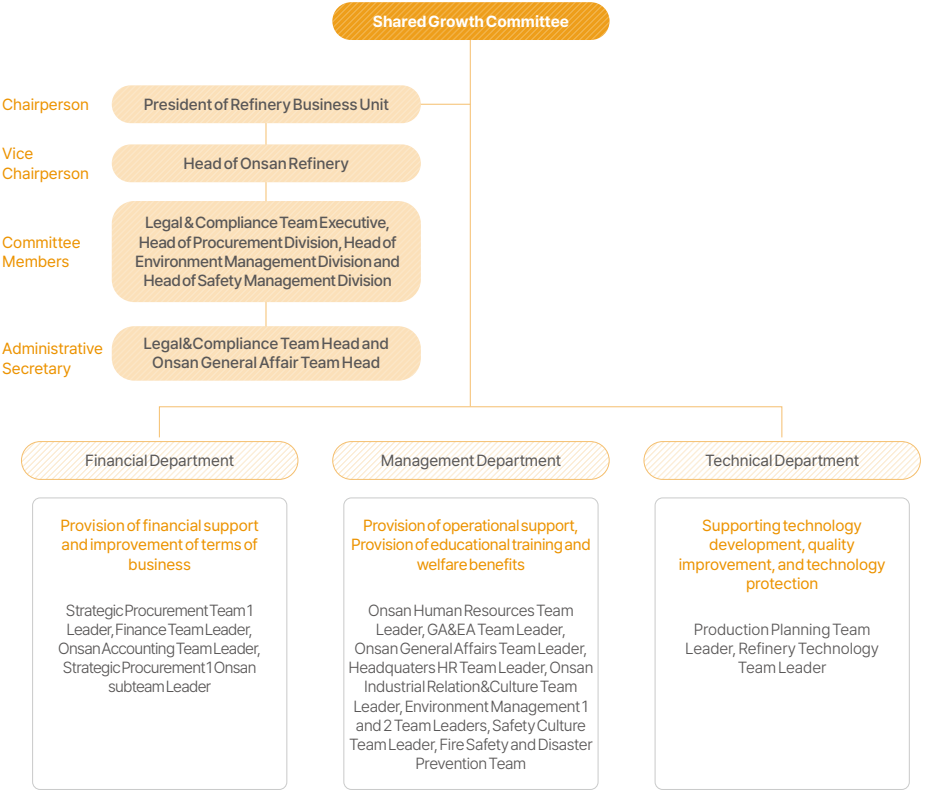 Shared Growth Committee
Chairperson
President of Refinery Business Unit
Vice
Chairperson
Head of Onsan Refinery
Committee
Members
Legal & Compliance Team Executive,
Head of Procurement Division, Head of
Environment Management Division and
Head of Safety Management Division
Administrative
Secretary
Legal&Compliance Team Head and
Onsan General Affair Team Head
Financial Department
Provision of financial support
and improvement of terms of
business
Strategic Procurement Team 1
Leader, Finance Team Leader,
Onsan Accounting Team Leader,
Strategic Procurement 1 Onsan
subteam Leader
Management Department
Provision of operational support,
Provision of educational training and
welfare benefits
Onsan Human Resources Team
Leader, GA&EA Team Leader,
Onsan General Affairs Team Leader,
Headquaters HR Team Leader, Onsan
Industrial Relation&Culture Team
Leader, Environment Management 1
and 2 Team Leaders, Safety Culture
Team Leader, Fire Safety and Disaster
Prevention Team
Technical Department
Supporting technology
development, quality
improvement, and technology
protection
Production Planning Team
Leader, Refinery Technology
Team Leader